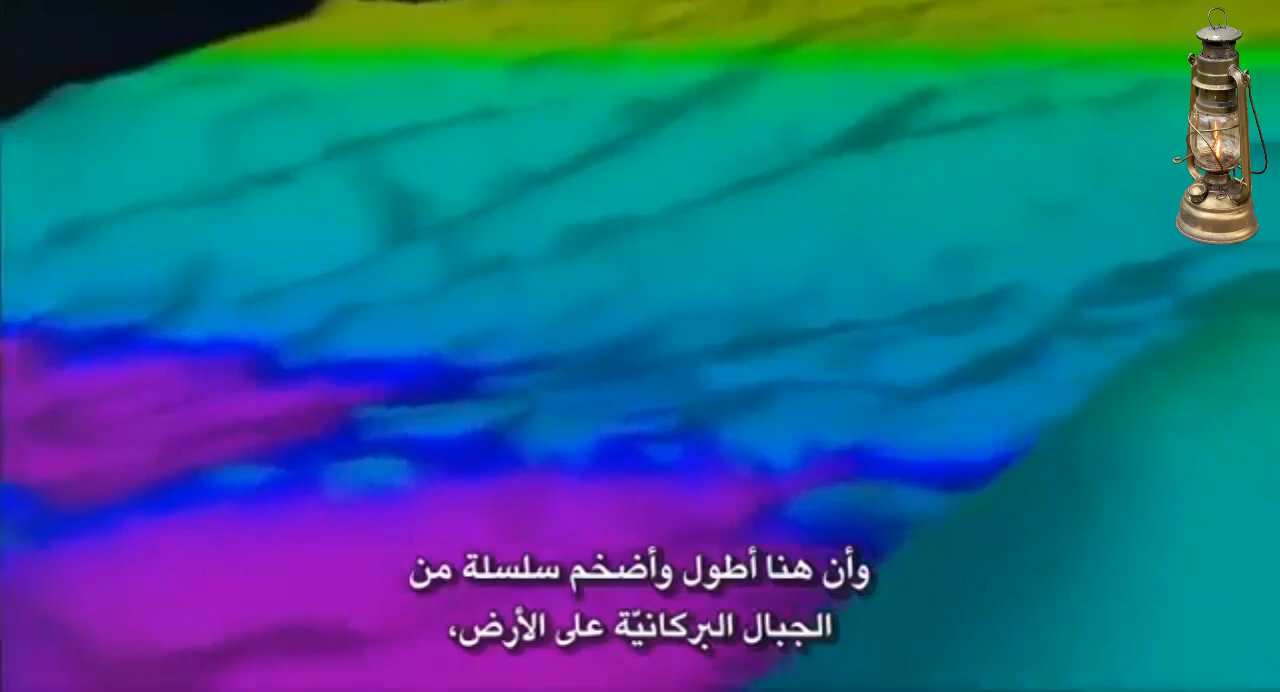 وأن هنا أطول وأضخم سلسلة من
الجبال البركانيّة على الأرض،